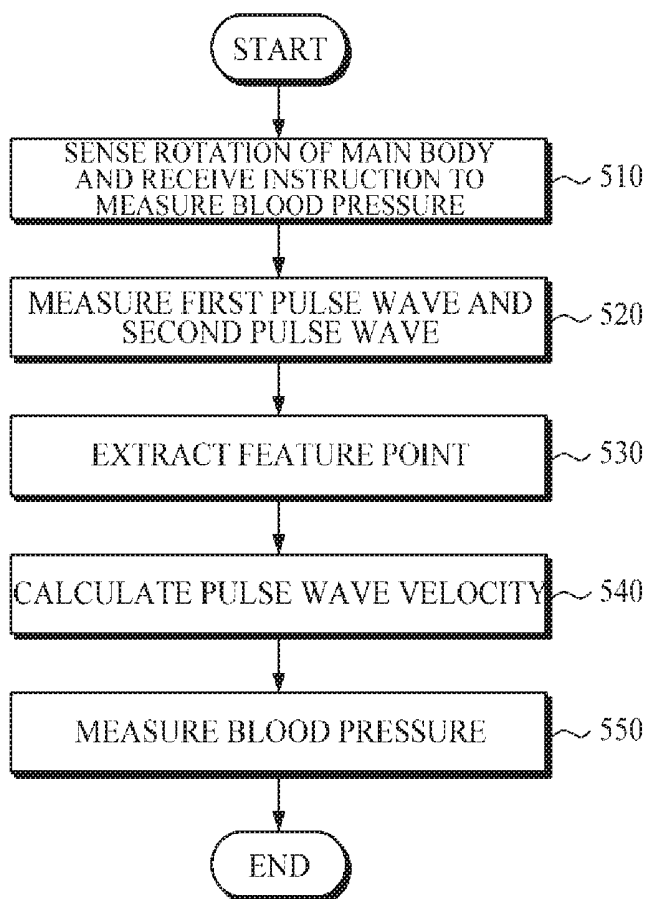 START
SENSE ROTATION OF MAIN BODY
AND RECEIVE INSTRUCTION TO
MEASURE BLOOD PRESSURE
510
MEASURE FIRST PULSE WAVE AND
SECOND PULSE WAVE
520
EXTRACT FEATURE POINT
530
CALCULATE PULSE WAVE VELOCITY
540
MEASURE BLOOD PRESSURE
550
END